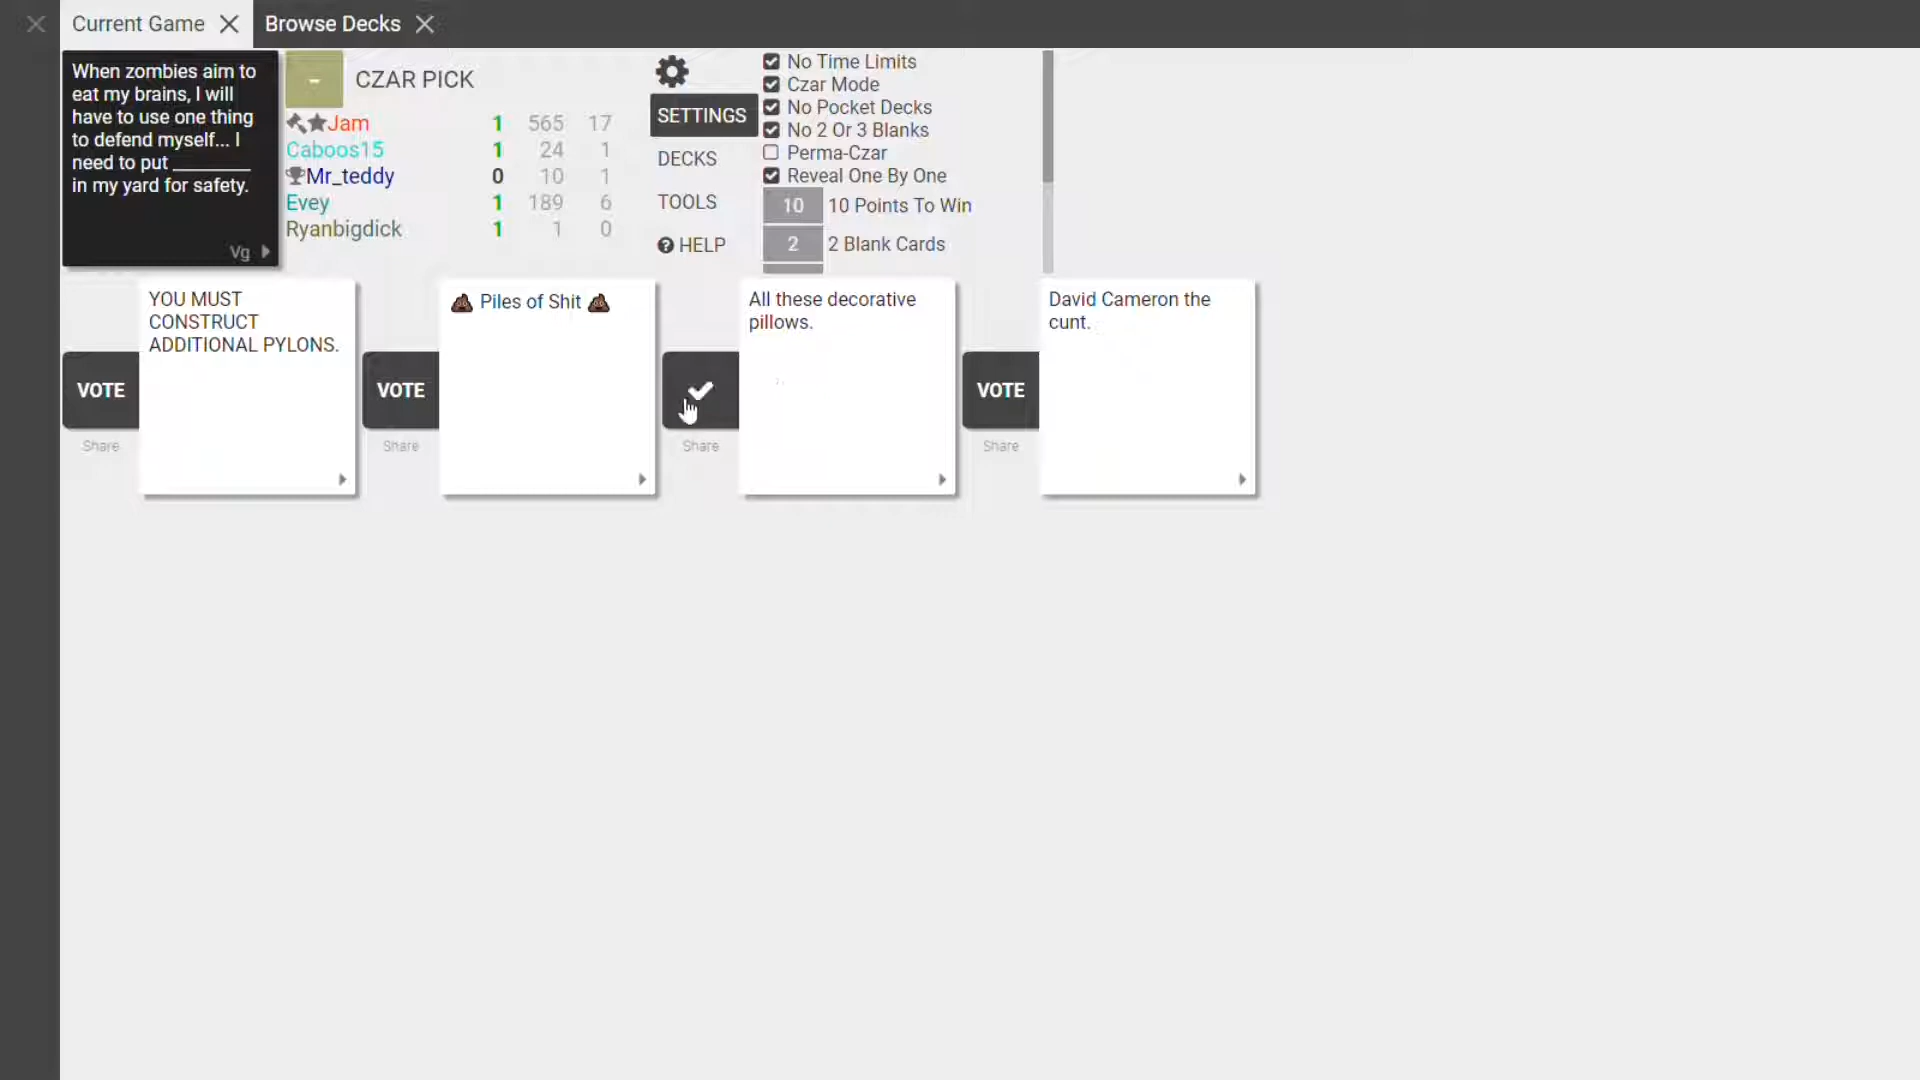 Current Game
Browse Decks
When zombies aim to
eat my brains, I will
have to use one thing
to defend myself... I
need to put ________
in my yard for safety.
Vg
-
CZAR PICK
Jam 1 565 17
Caboos15 1 24 1
Mr_teddy 0 10 1
Evey 1 189 6
Ryanbigdick 1 1 0
SETTINGS
DECKS
TOOLS
HELP
No Time Limits
Czar Mode
No Pocket Decks
No 2 Or 3 Blanks
Perma-Czar
Reveal One By One
10 10 Points To Win
2 2 Blank Cards
VOTE
Share
YOU MUST
CONSTRUCT
ADDITIONAL PYLONS.
VOTE
Share
💩 Piles of Shit 💩
Share
All these decorative
pillows.
VOTE
Share
David Cameron the
cunt.